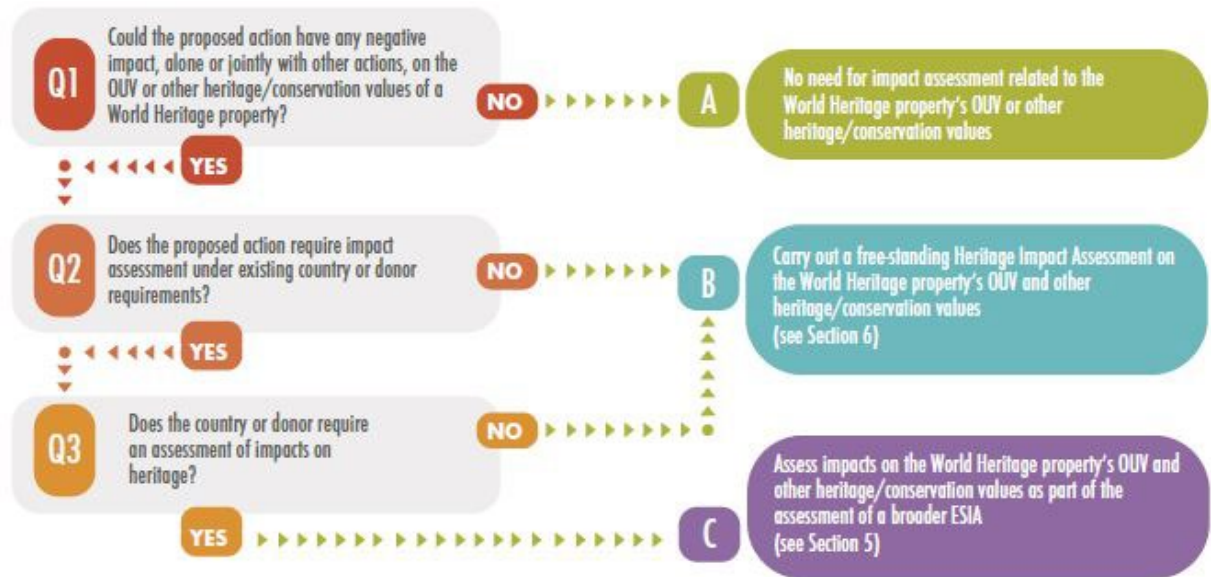 Q1
Could the proposed action have any negative
impact, alone or jointly with other actions, on the
OUV or other heritage/conservation values of a
World Heritage property?
NO
A
No need for impact assessment related to the
World Heritage property's OUV or other
heritage/conservation values
YES
Q2
Does the proposed action require impact
assessment under existing country or donor
requirements?
NO
B
Carry out a free-standing Heritage Impact Assessment on
the World Heritage property's OUV and other
heritage/conservation values
(see Section 6)
YES
Q3
Does the country or donor require
an assessment of impacts on
heritage?
NO
YES
C
Assess impacts on the World Heritage property's OUV and
other heritage/conservation values as part of the
assessment of a broader ESIA
(see Section 5)